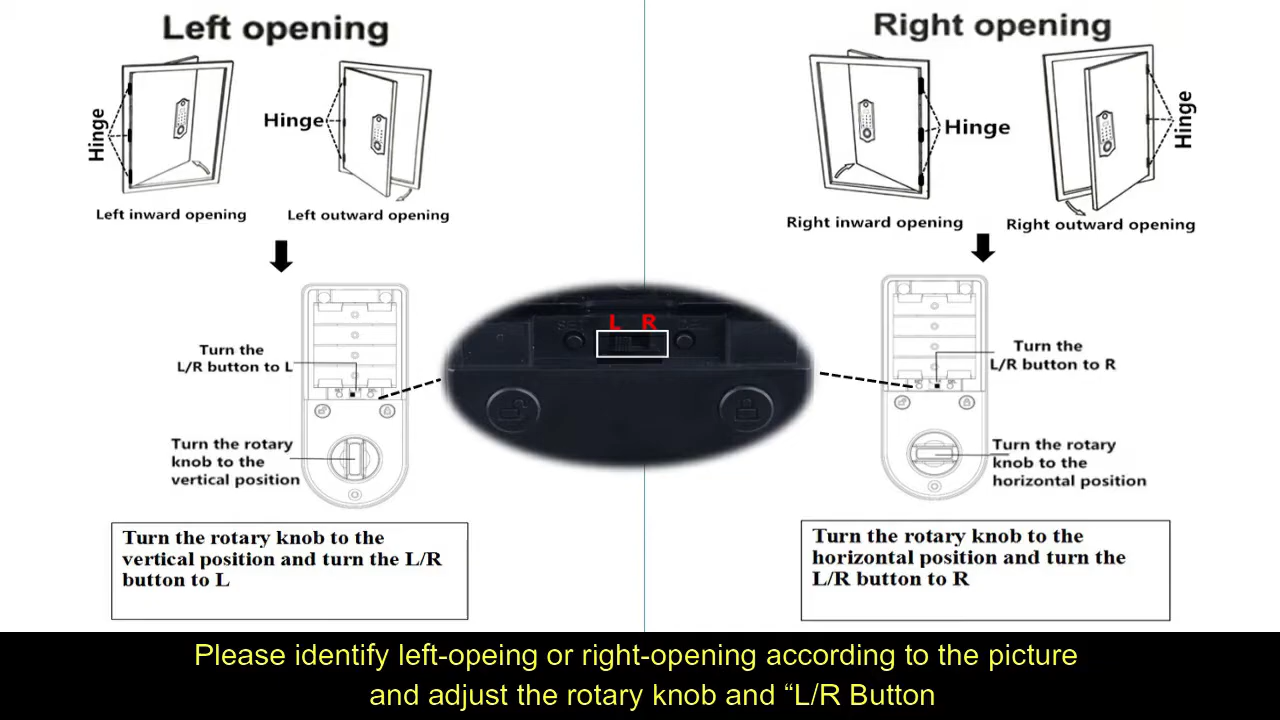 Left opening
Hinge
Hinge
Left inward opening
Left outward opening
Turn the
L/R button to L
Turn the rotary
knob to the
vertical position
Turn the rotary knob to the
vertical position and turn the L/R
button to L
L R
Right opening
Hinge
Hinge
Right inward opening
Right outward opening
Turn the
L/R button to R
Turn the rotary
knob to the
horizontal position
Turn the rotary knob to the
horizontal position and turn the
L/R button to R
Please identify left-opeing or right-opening according to the picture
and adjust the rotary knob and “L/R Button